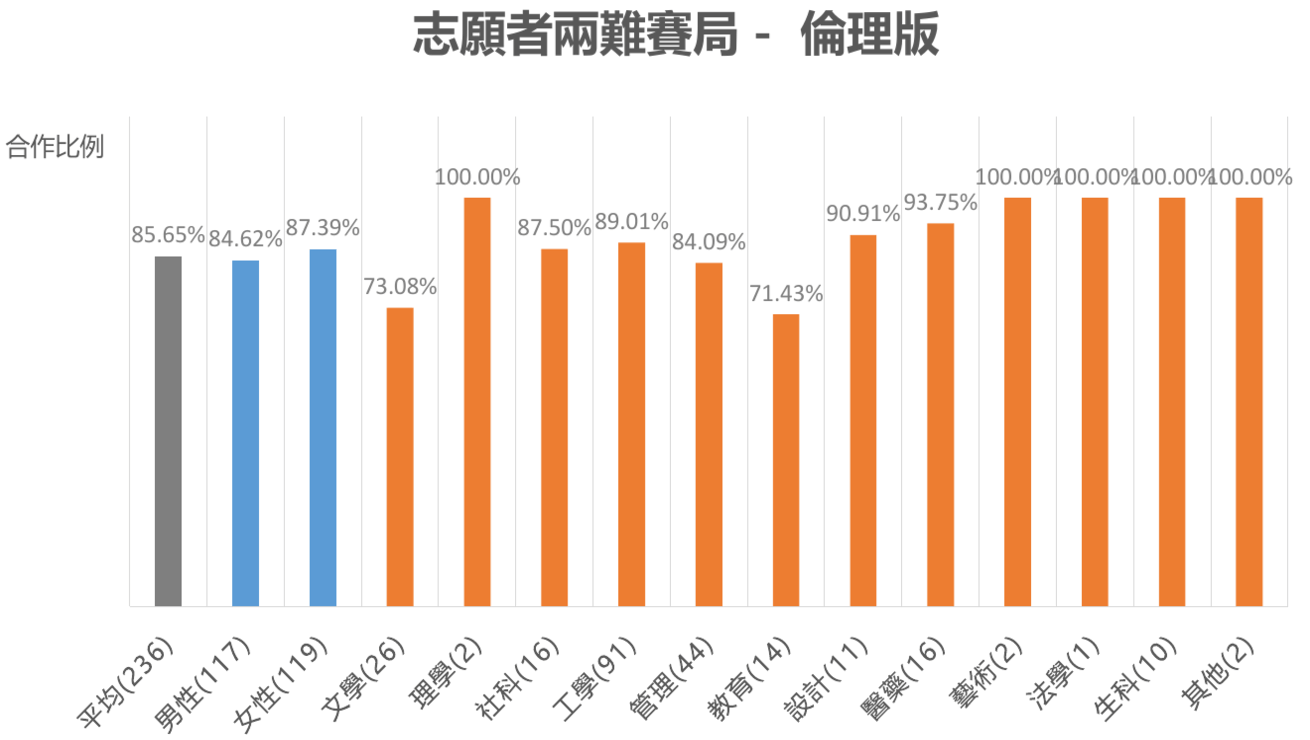 志願者兩難賽局 - 倫理版
合作比例
85.65%
84.62%
87.39%
73.08%
100.00%
87.50%
89.01%
84.09%
71.43%
90.91%
93.75%
100.00%
100.00%
100.00%
100.00%
平均(236)
男性(117)
女性(119)
文學(26)
理學(2)
社科(16)
工學(91)
管理(44)
教育(14)
設計(11)
醫藥(16)
藝術(2)
法學(1)
生科(10)
其他(2)